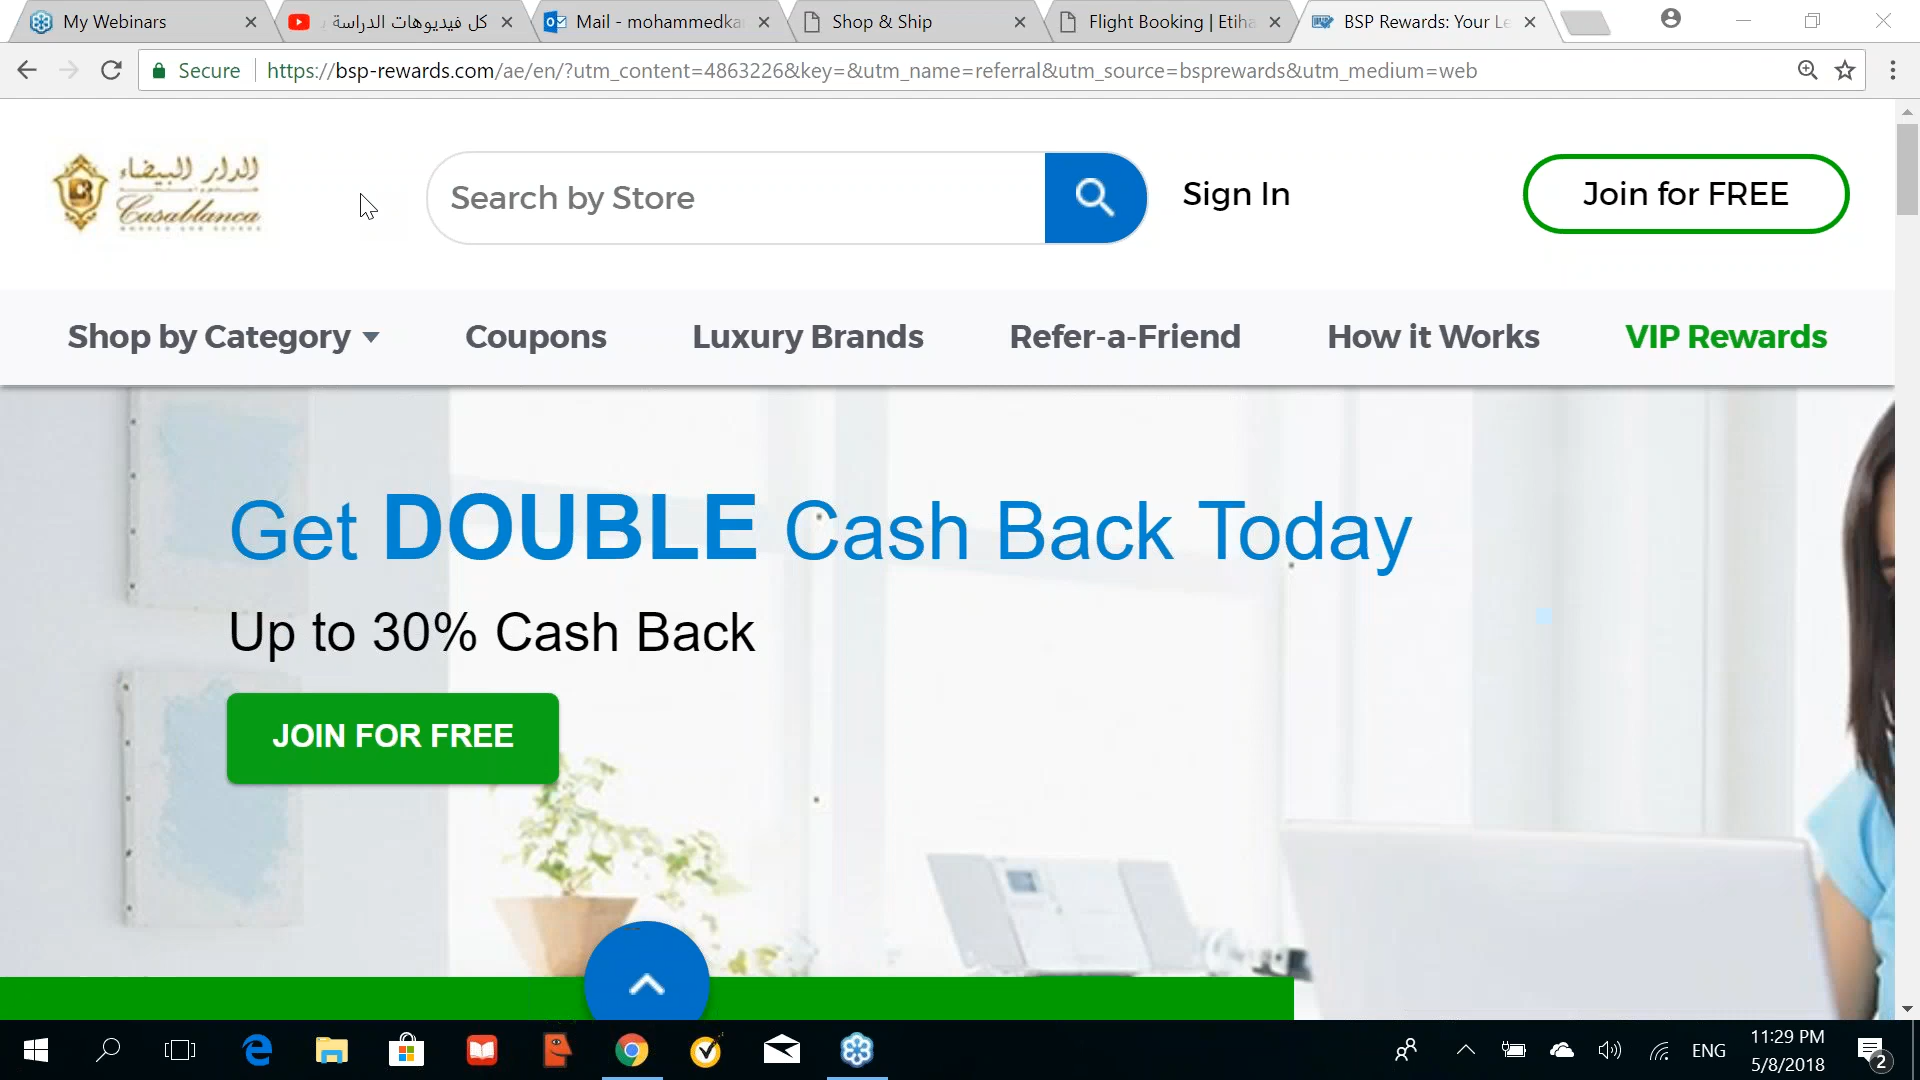 My Webinars
كل فيديوهات الدراسة
Mail - mohammedka
Shop & Ship
Flight Booking | Etiha
BSP Rewards: Your Le
Secure
https://bsp-rewards.com/ae/en/?utm_content=4863226&key=&utm_name=referral&utm_source=bsprewards&utm_medium=web
الدار البيضاء
Casablanca
Search by Store
Sign In
Join for FREE
Shop by Category
Coupons
Luxury Brands
Refer-a-Friend
How it Works
VIP Rewards
Get DOUBLE Cash Back Today
Up to 30% Cash Back
JOIN FOR FREE
ENG
11:29 PM
5/8/2018
2